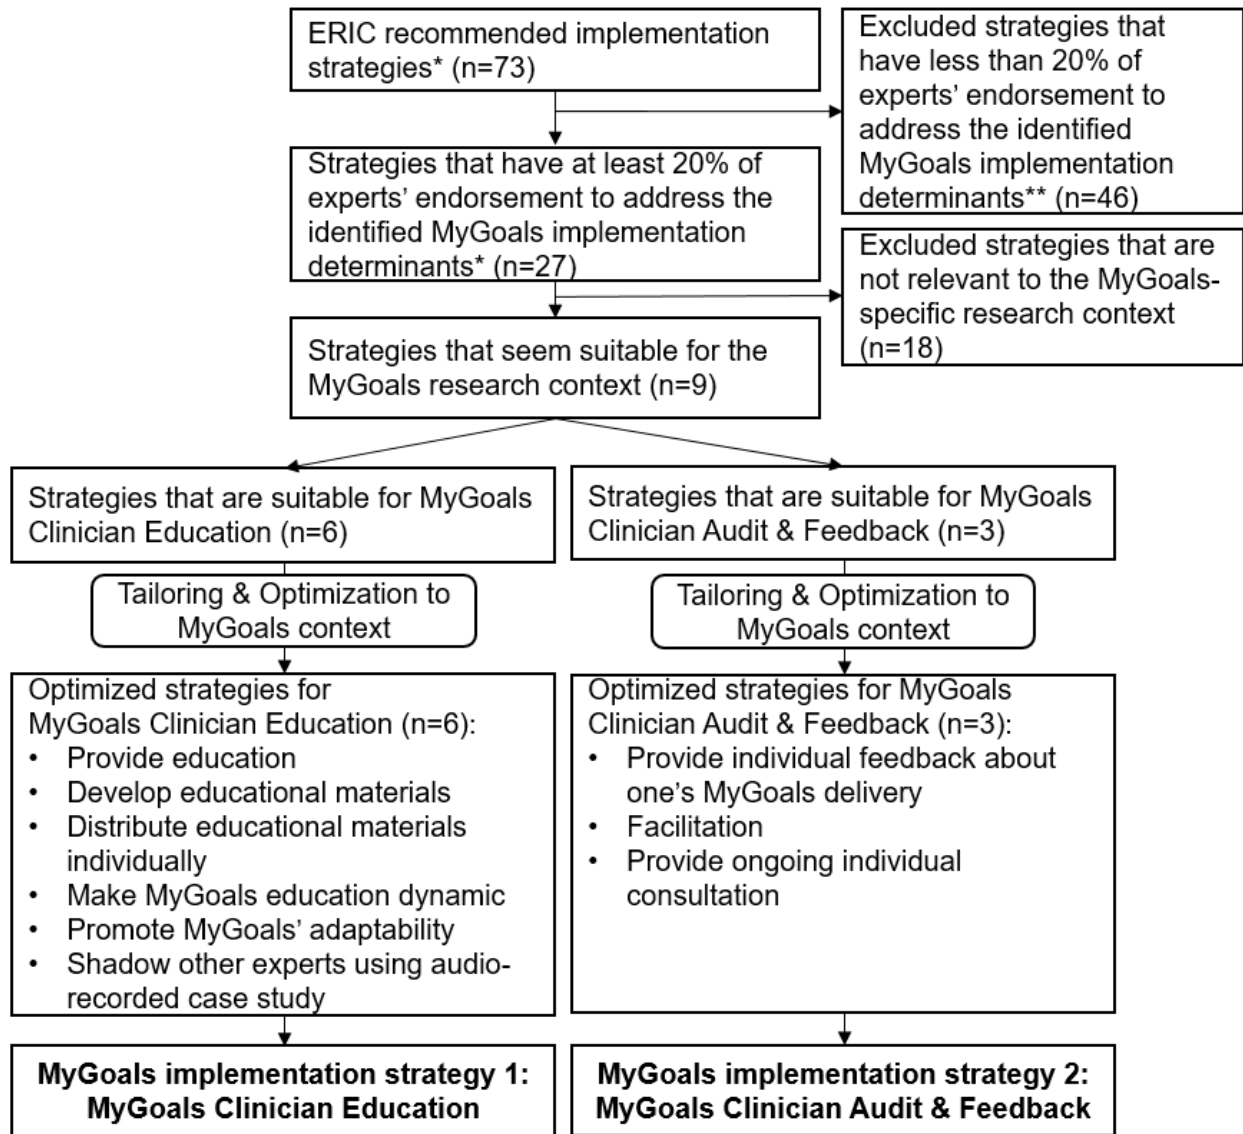 ERIC recommended implementation
strategies* (n=73)
Excluded strategies that
have less than 20% of
experts' endorsement to
address the identified
MyGoals implementation
determinants** (n=46)
Strategies that have at least 20% of
experts' endorsement to address the
identified MyGoals implementation
determinants* (n=27)
Excluded strategies that are
not relevant to the MyGoals-
specific research context
(n=18)
Strategies that seem suitable for the
MyGoals research context (n=9)
Strategies that are suitable for MyGoals
Clinician Education (n=6)
Strategies that are suitable for MyGoals
Clinician Audit & Feedback (n=3)
Tailoring & Optimization to
MyGoals context
Tailoring & Optimization to
MyGoals context
Optimized strategies for
MyGoals Clinician Education (n=6):
• Provide education
• Develop educational materials
• Distribute educational materials
individually
• Make MyGoals education dynamic
• Promote MyGoals' adaptability
• Shadow other experts using audio-
recorded case study
Optimized strategies for MyGoals
Clinician Audit & Feedback (n=3):
• Provide individual feedback about
one's MyGoals delivery
• Facilitation
• Provide ongoing individual
consultation
MyGoals implementation strategy 1:
MyGoals Clinician Education
MyGoals implementation strategy 2:
MyGoals Clinician Audit & Feedback